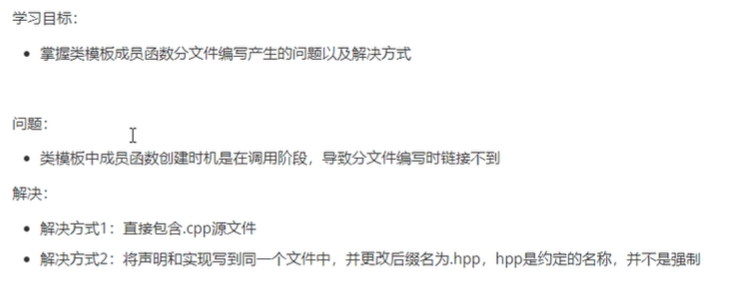 学习目标：
掌握类模板成员函数分文件编写产生的问题以及解决方式
问题：
类模板中成员函数创建时机是在调用阶段，导致分文件编写时链接不到
解决：
解决方式1：直接包含.cpp源文件
解决方式2：将声明和实现写到同一个文件中，并更改后缀名为.hpp，hpp是约定的名称，并不是强制